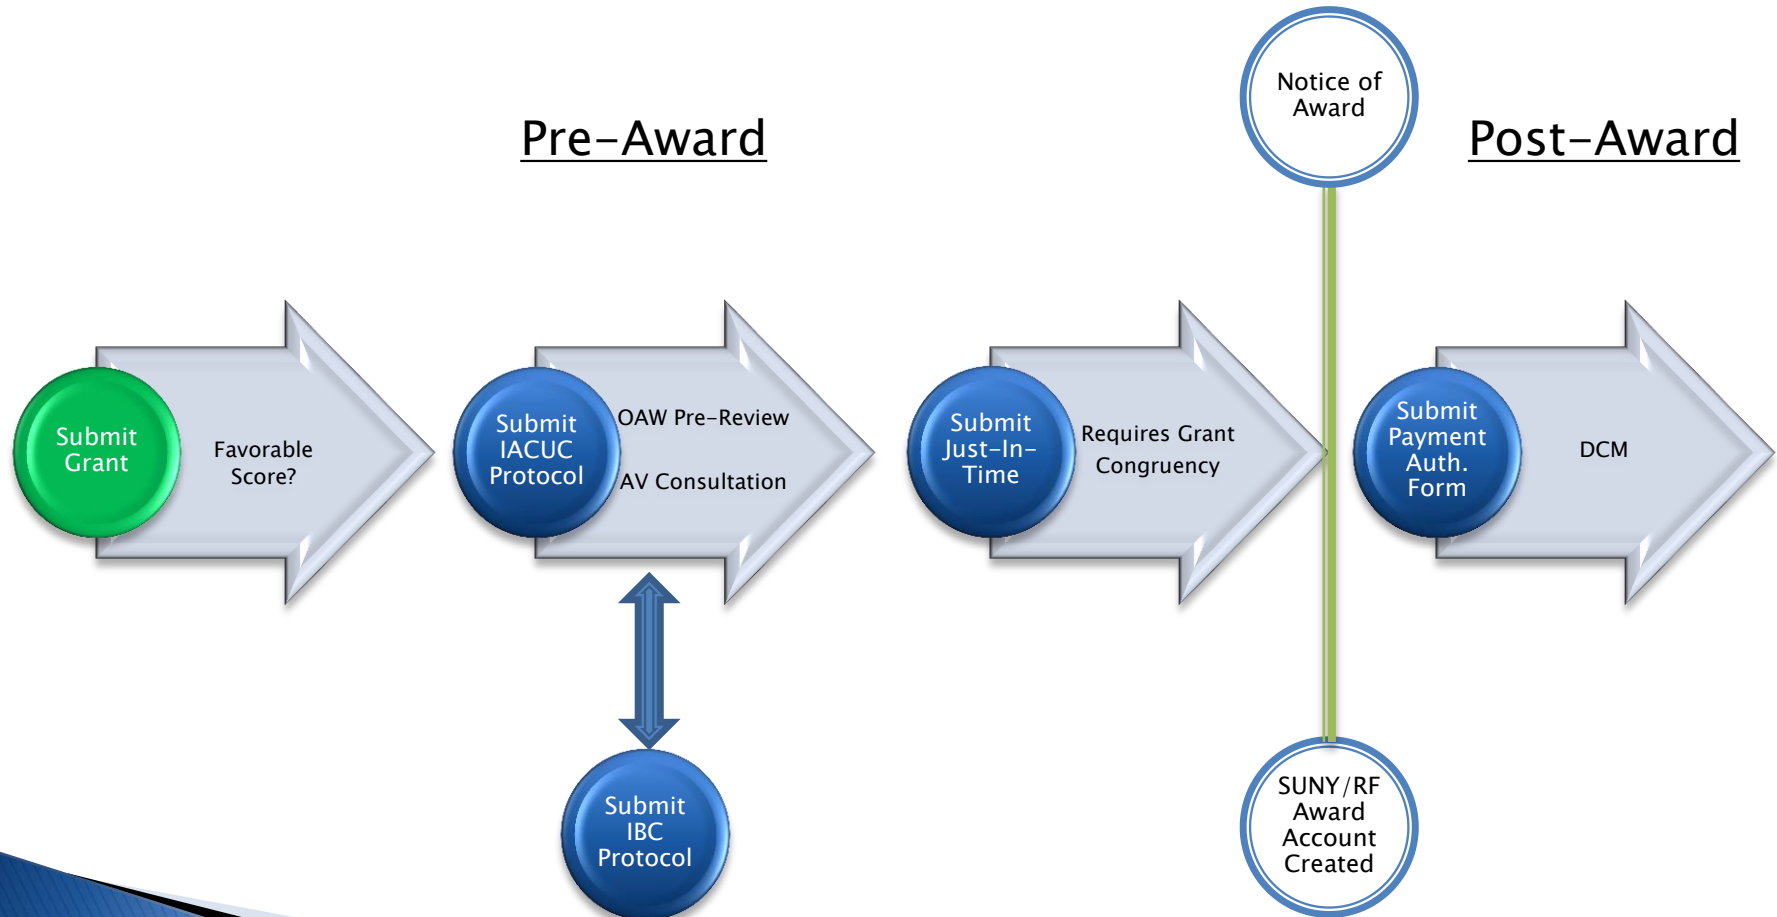 Pre-Award
Notice of
Award
Post-Award
Submit
Grant
Favorable
Score?
Submit
IACUC
Protocol
OAW Pre-Review
AV Consultation
Submit
Just-In-
Time
Requires Grant
Congruency
Submit
Payment
Auth.
Form
DCM
Submit
IBC
Protocol
SUNY/RF
Award
Account
Created